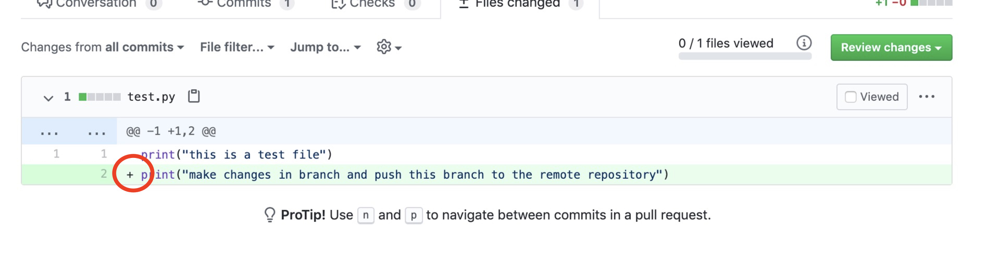 Conversation 0 Commits 1 Checks 0 Files changed 1 +1 −0
Changes from all commits File filter... Jump to... 0 / 1 files viewed Review changes
1 test.py Viewed ...
... ... @@ -1 +1,2 @@
1 1 print("this is a test file")
2 + print("make changes in branch and push this branch to the remote repository")
ProTip! Use n and p to navigate between commits in a pull request.